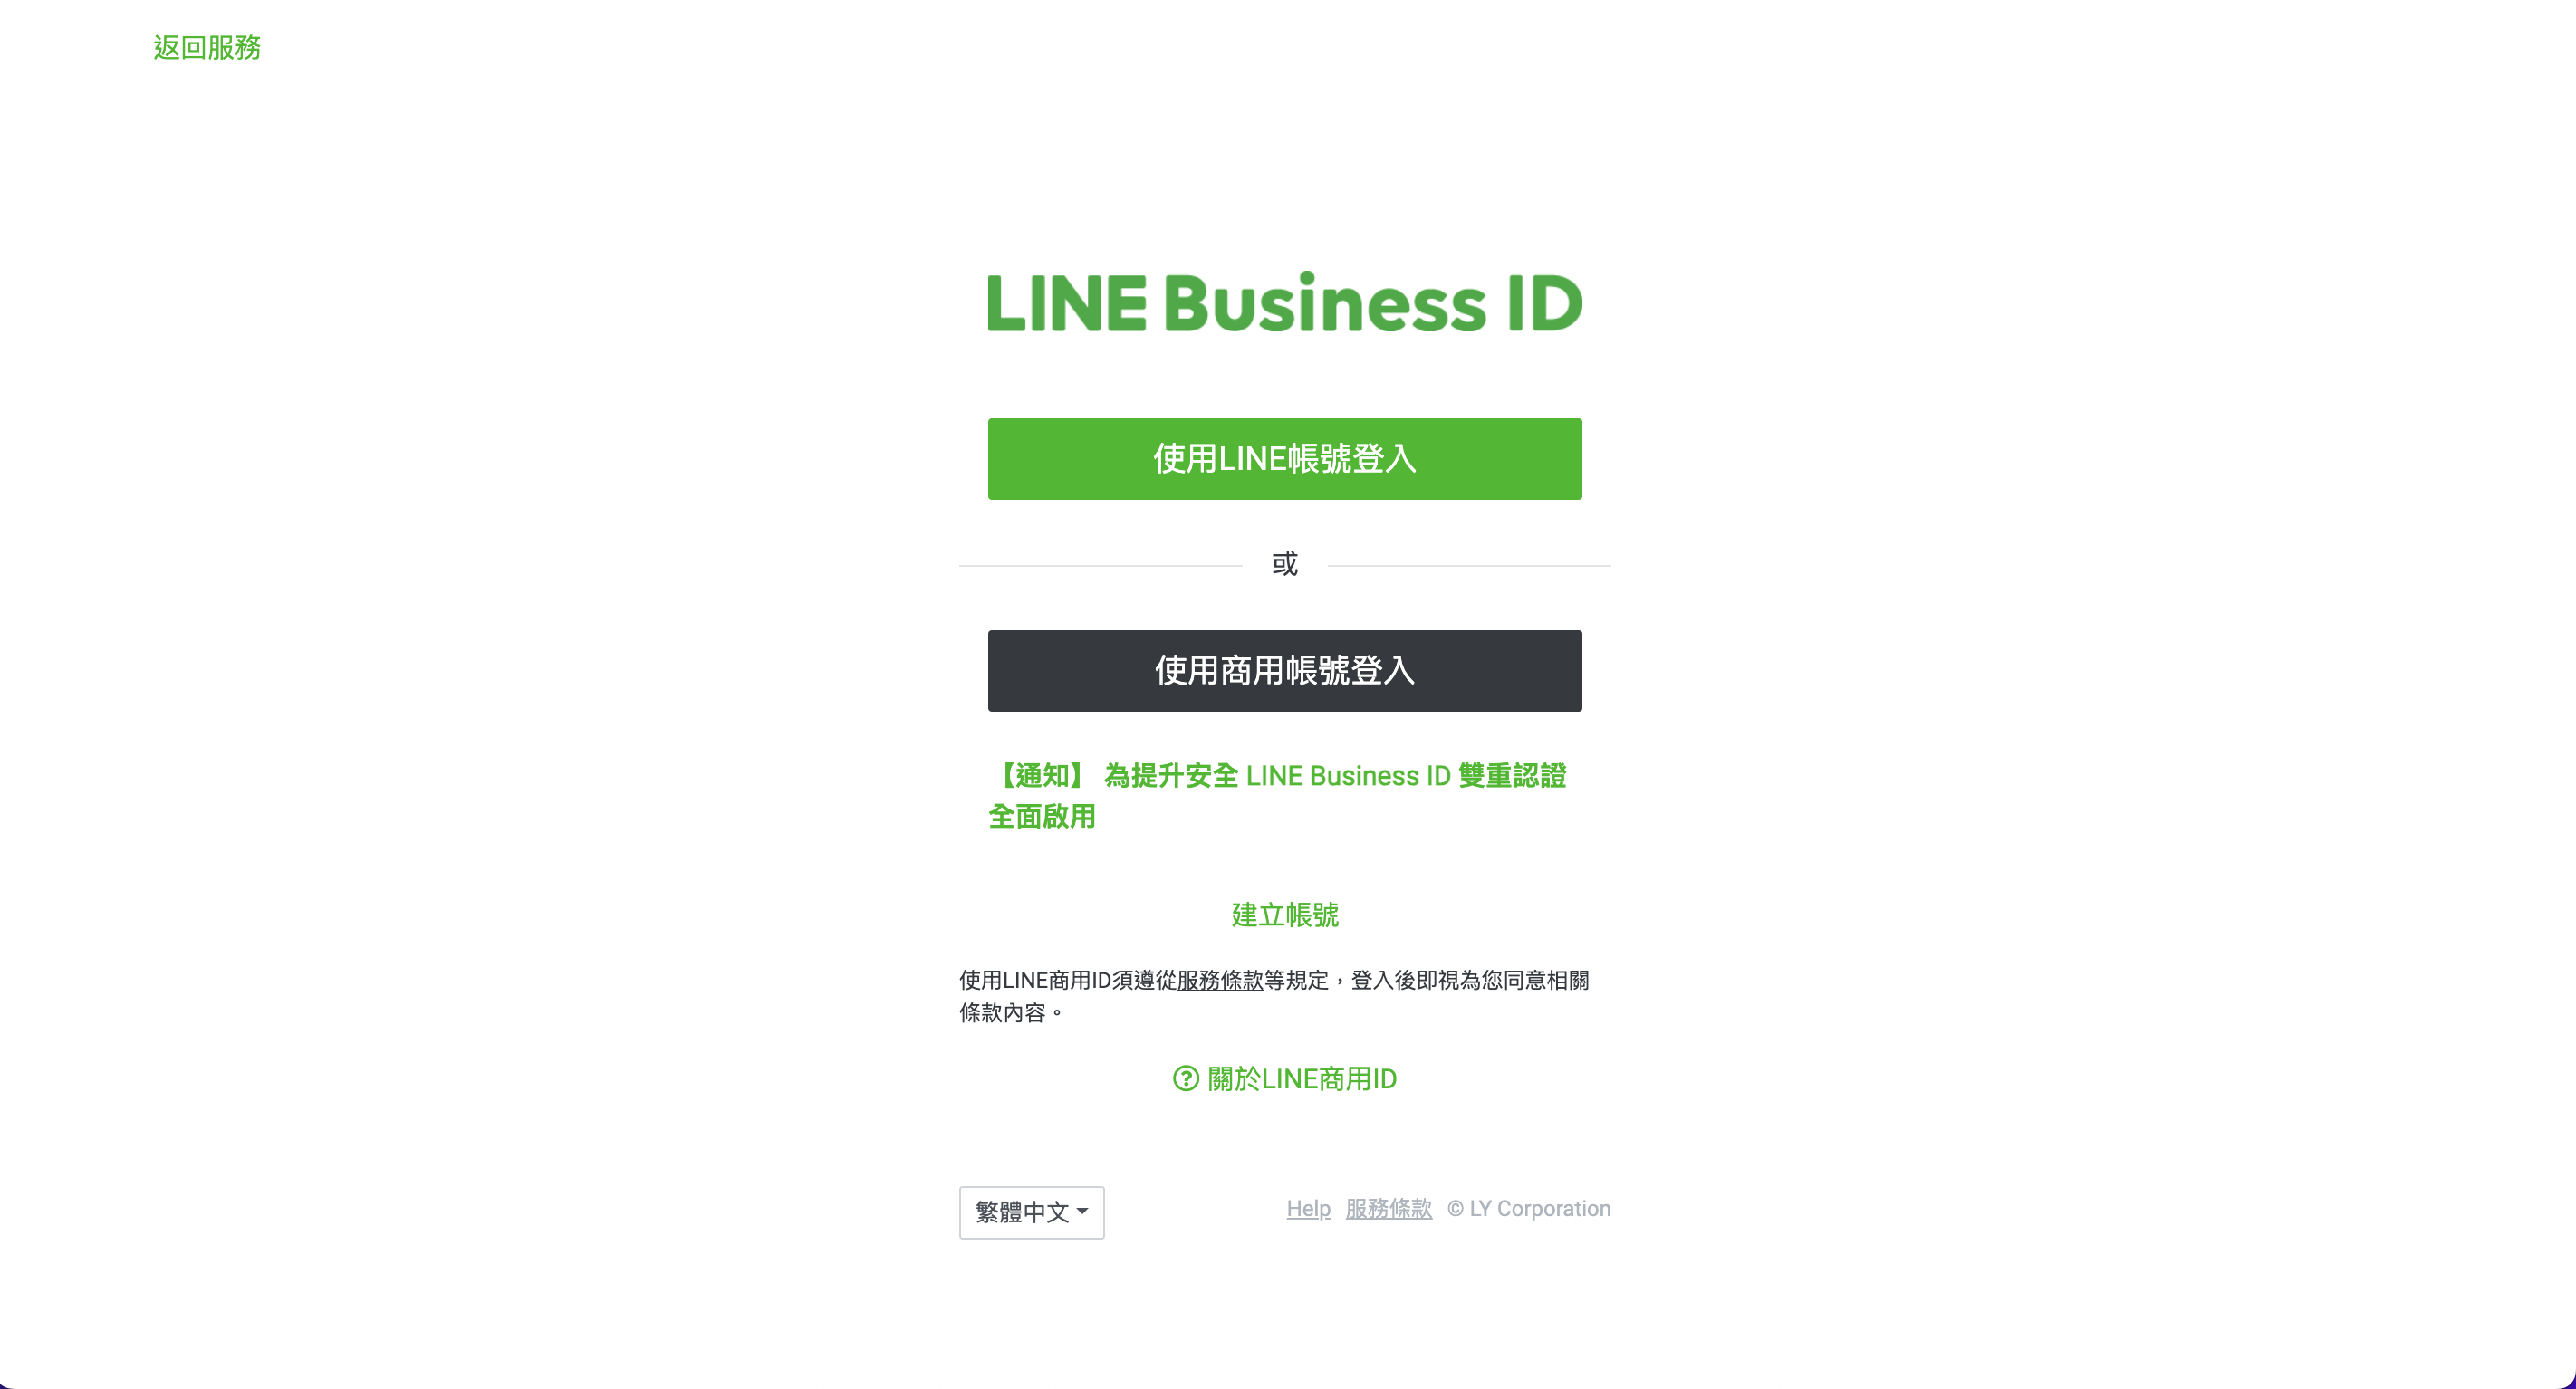 返回服務
LINE Business ID
使用LINE帳號登入
或
使用商用帳號登入
【通知】 為提升安全 LINE Business ID 雙重認證
全面啟用
建立帳號
使用LINE商用ID須遵從服務條款等規定，登入後即視為您同意相關
條款內容。
關於LINE商用ID
繁體中文
Help 服務條款 © LY Corporation